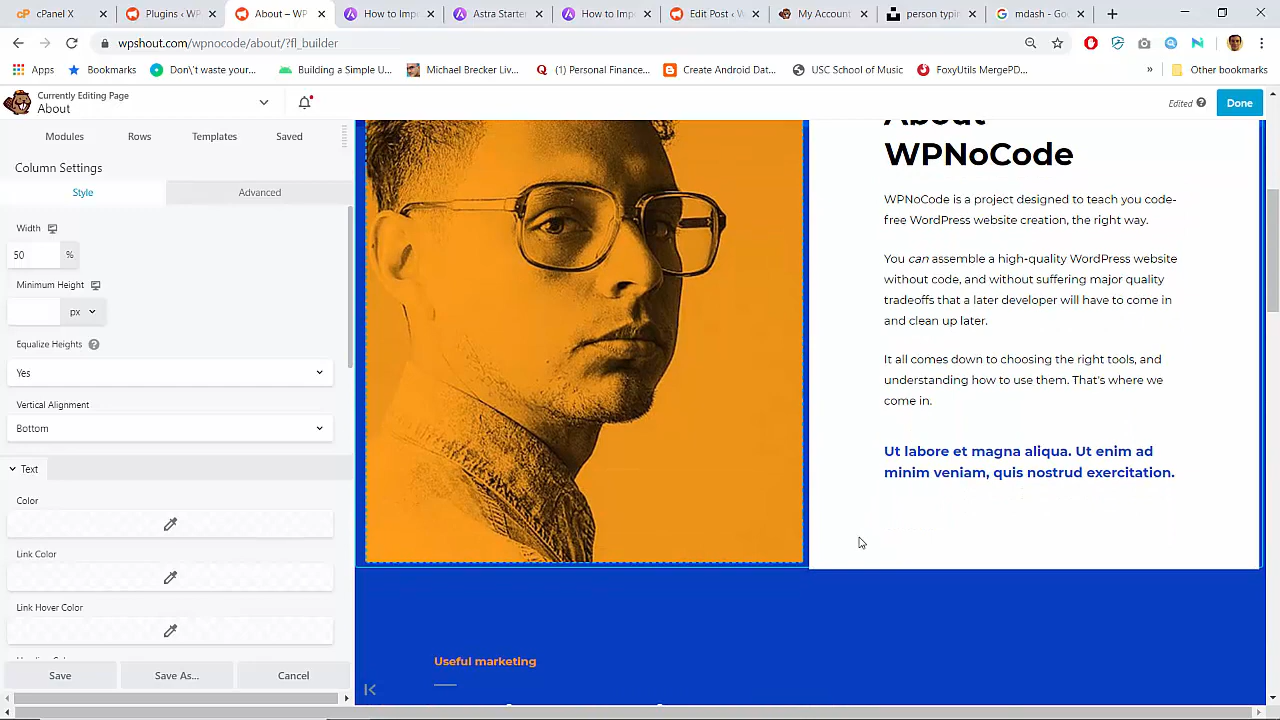 cPanel X
Plugins ‹ WP
About – WP
How to Impo
Astra Starte
How to Impo
Edit Post ‹ W
My Account
person typin
mdash - Goo
wpshout.com/wpnocode/about/?fl_builder
Apps
Bookmarks
Don\'t waste your...
Building a Simple U...
Michael Brecker Liv...
(1) Personal Finance...
Create Android Dat...
USC School of Music
FoxyUtils MergePD...
»
Other bookmarks
Currently Editing Page
About
Edited
Done
Modules
Rows
Templates
Saved
Column Settings
Style
Advanced
Width
50
%
Minimum Height
px
Equalize Heights
Yes
Vertical Alignment
Bottom
Text
Color
Link Color
Link Hover Color
Save
Save As...
Cancel
About
WPNoCode
WPNoCode is a project designed to teach you code-
free WordPress website creation, the right way.
You can assemble a high-quality WordPress website
without code, and without suffering major quality
tradeoffs that a later developer will have to come in
and clean up later.
It all comes down to choosing the right tools, and
understanding how to use them. That's where we
come in.
Ut labore et magna aliqua. Ut enim ad
minim veniam, quis nostrud exercitation.
Useful marketing